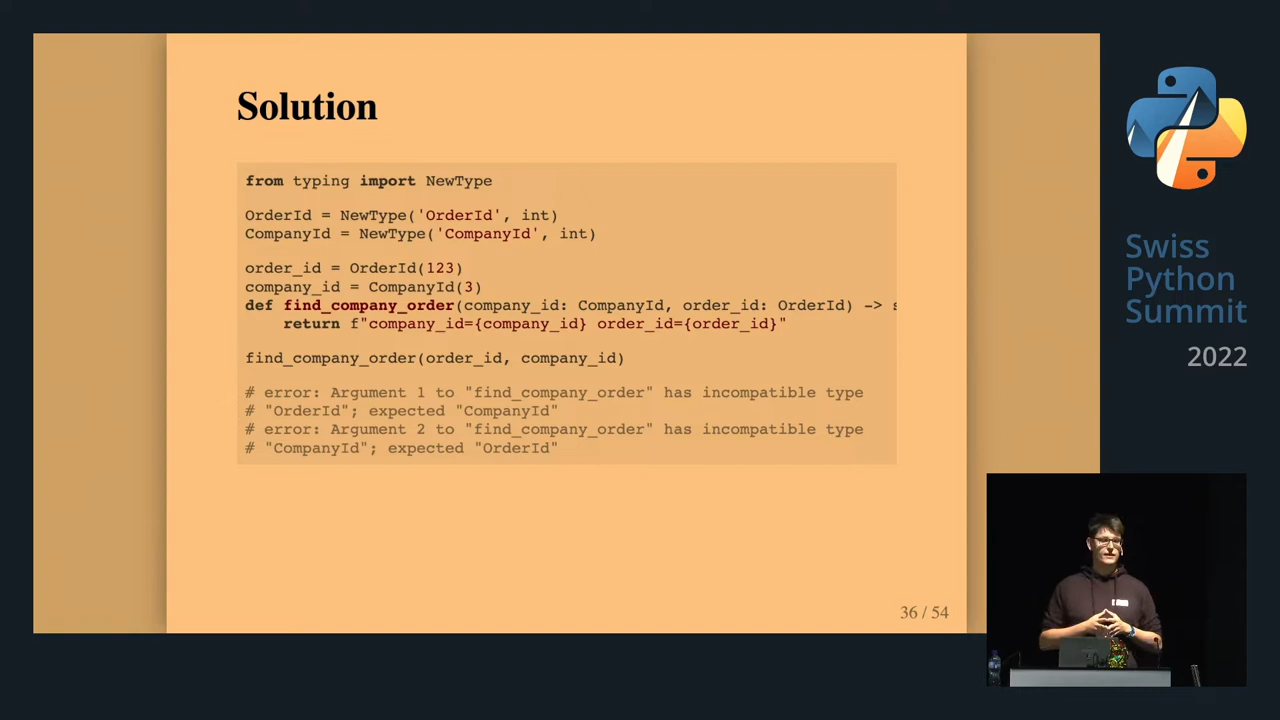 Solution
from typing import NewType
OrderId = NewType('OrderId', int)
CompanyId = NewType('CompanyId', int)
order_id = OrderId(123)
company_id = CompanyId(3)
def find_company_order(company_id: CompanyId, order_id: OrderId) -> s
    return f"company_id={company_id} order_id={order_id}"
find_company_order(order_id, company_id)
# error: Argument 1 to "find_company_order" has incompatible type
# "OrderId"; expected "CompanyId"
# error: Argument 2 to "find_company_order" has incompatible type
# "CompanyId"; expected "OrderId"
36 / 54
Swiss
Python
Summit
2022